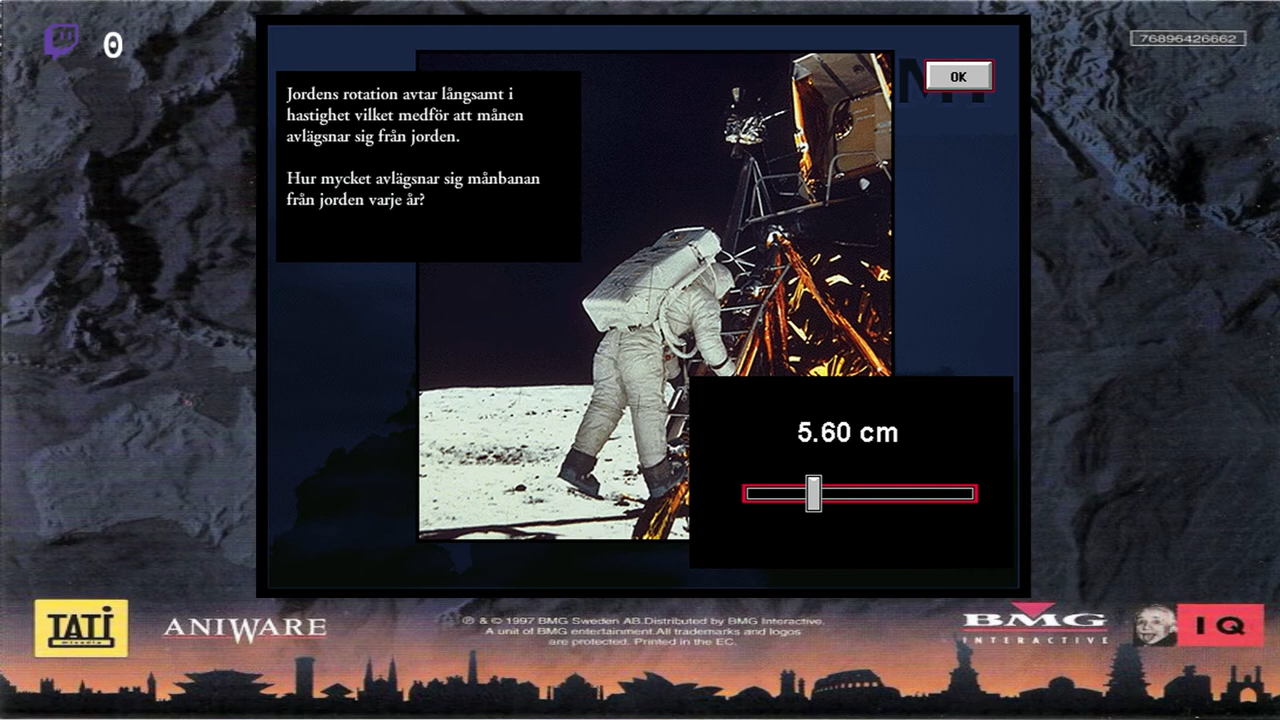 0
76896426662
OK
Jordens rotation avtar långsamt i
hastighet vilket medför att månen
avlägsnar sig från jorden.
Hur mycket avlägsnar sig månbanan
från jorden varje år?
5.60 cm
TATi
mixedia
ANIWARE
℗ & © 1997 BMG Sweden AB.Distributed by BMG Interactive.
A unit of BMG entertainment.All trademarks and logos
are protected. Printed in the EC.
BMG
INTERACTIVE
IQ